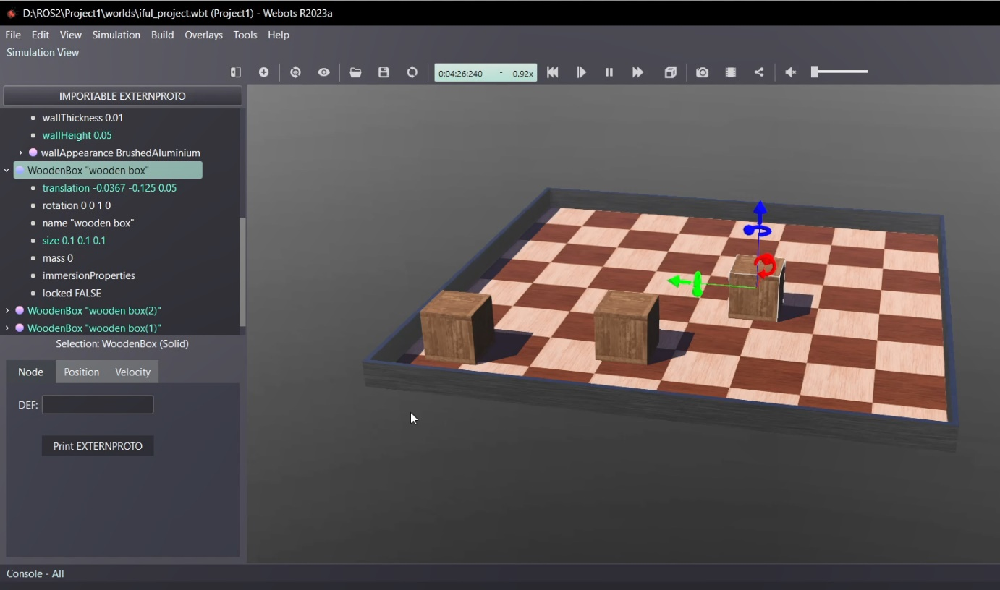 D:\ROS2\Project1\worlds\iful_project.wbt (Project1) - Webots R2023a
File Edit View Simulation Build Overlays Tools Help
Simulation View
0:04:26:240 - 0.92x
IMPORTABLE EXTERNPROTO
wallThickness 0.01
wallHeight 0.05
wallAppearance BrushedAluminium
WoodenBox "wooden box"
translation -0.0367 -0.125 0.05
rotation 0 0 1 0
name "wooden box"
size 0.1 0.1 0.1
mass 0
immersionProperties
locked FALSE
WoodenBox "wooden box(2)"
WoodenBox "wooden box(1)"
Selection: WoodenBox (Solid)
Node Position Velocity
DEF:
Print EXTERNPROTO
Console - All